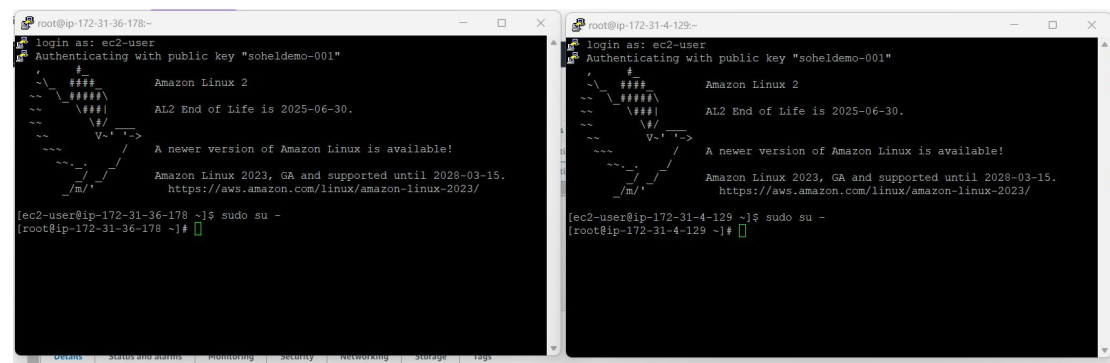 root@ip-172-31-36-178:~
login as: ec2-user
Authenticating with public key "soheldemo-001"
   ,     #_
   ~\_  ####_        Amazon Linux 2
  ~~  \_#####\
  ~~     \###|       AL2 End of Life is 2025-06-30.
  ~~       \#/ ___
   ~~       V~' '->
    ~~~         /    A newer version of Amazon Linux is available!
      ~~._.   _/
         _/ _/       Amazon Linux 2023, GA and supported until 2028-03-15.
       _/m/'           https://aws.amazon.com/linux/amazon-linux-2023/
[ec2-user@ip-172-31-36-178 ~]$ sudo su -
[root@ip-172-31-36-178 ~]#
root@ip-172-31-4-129:~
login as: ec2-user
Authenticating with public key "soheldemo-001"
   ,     #_
   ~\_  ####_        Amazon Linux 2
  ~~  \_#####\
  ~~     \###|       AL2 End of Life is 2025-06-30.
  ~~       \#/ ___
   ~~       V~' '->
    ~~~         /    A newer version of Amazon Linux is available!
      ~~._.   _/
         _/ _/       Amazon Linux 2023, GA and supported until 2028-03-15.
       _/m/'           https://aws.amazon.com/linux/amazon-linux-2023/
[ec2-user@ip-172-31-4-129 ~]$ sudo su -
[root@ip-172-31-4-129 ~]#
Details Status and alarms Monitoring Security Networking Storage Tags